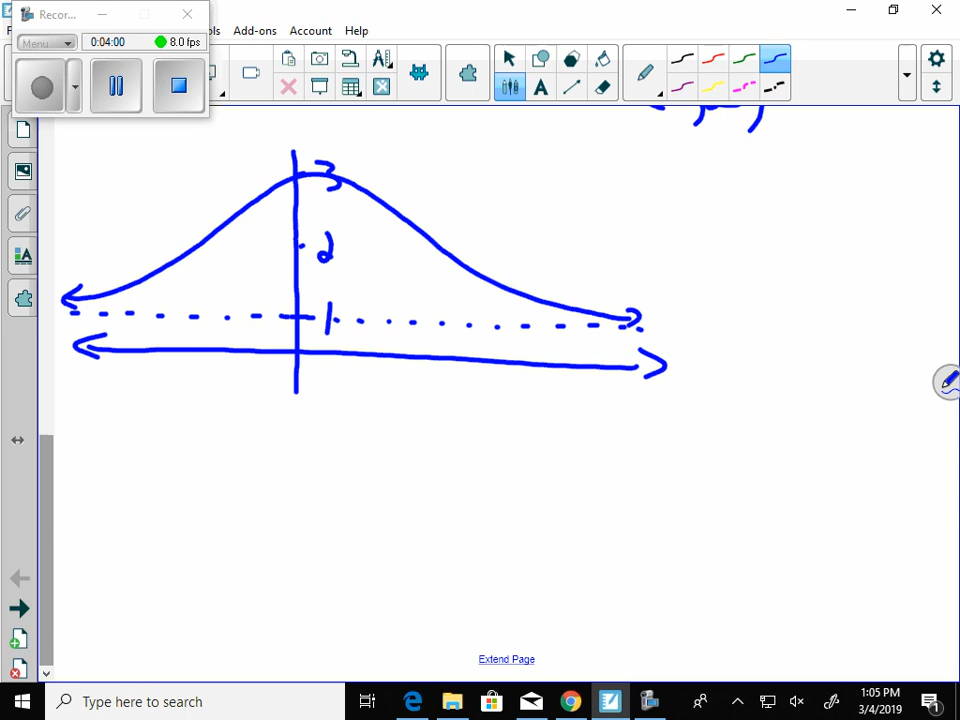 Recor...
Menu
0:04:00
8.0 fps
ols
Add-ons
Account
Help
3
2
1
Extend Page
Type here to search
1:05 PM
3/4/2019
1